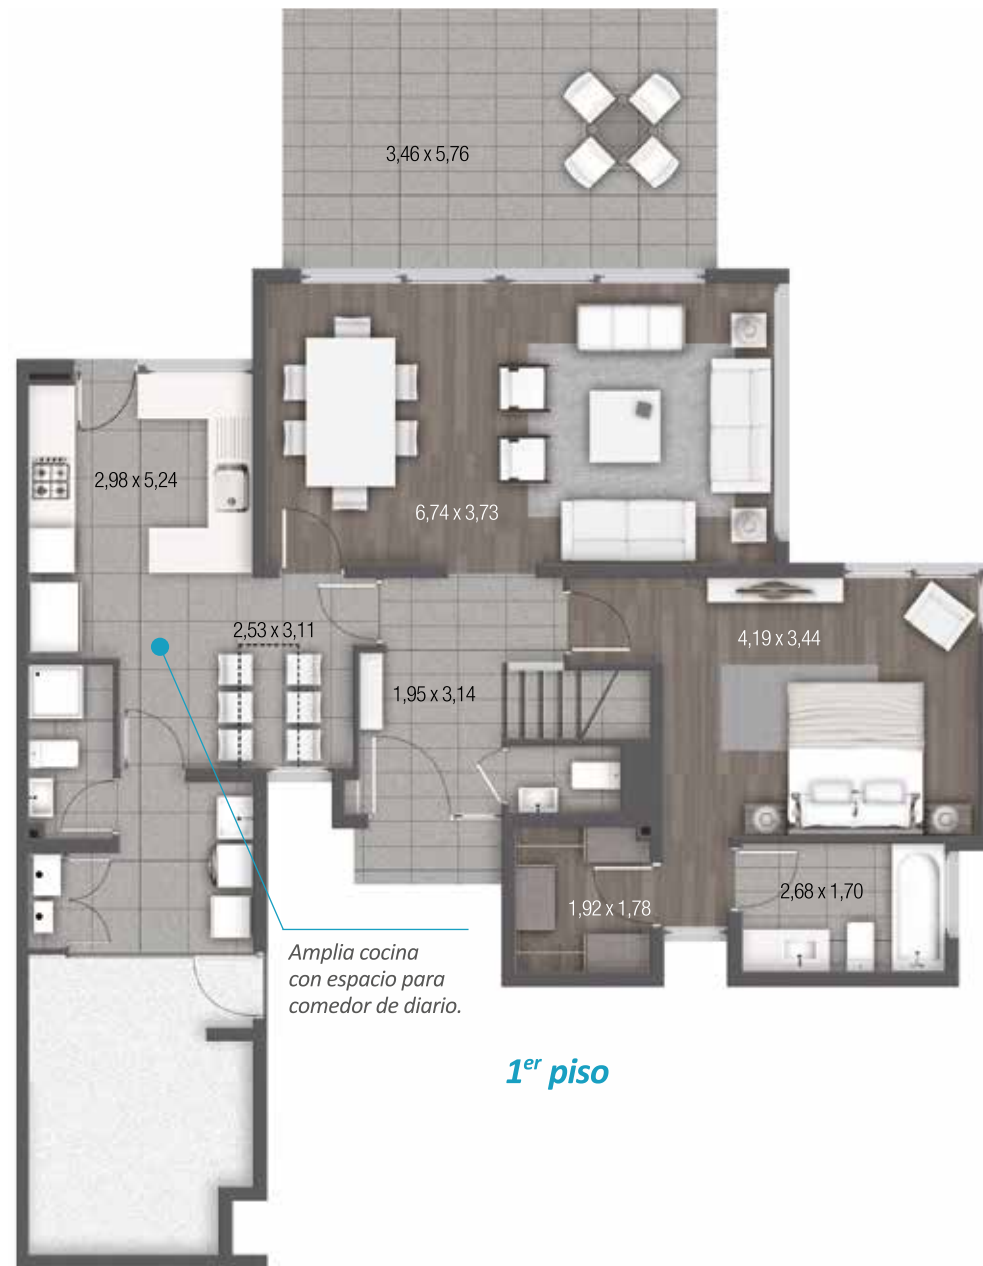 3,46 x 5,76
2,98 x 5,24
6,74 x 3,73
2,53 x 3,11
4,19 x 3,44
1,95 x 3,14
2,68 x 1,70
1,92 x 1,78
Amplia cocina
con espacio para
comedor de diario.
1er piso